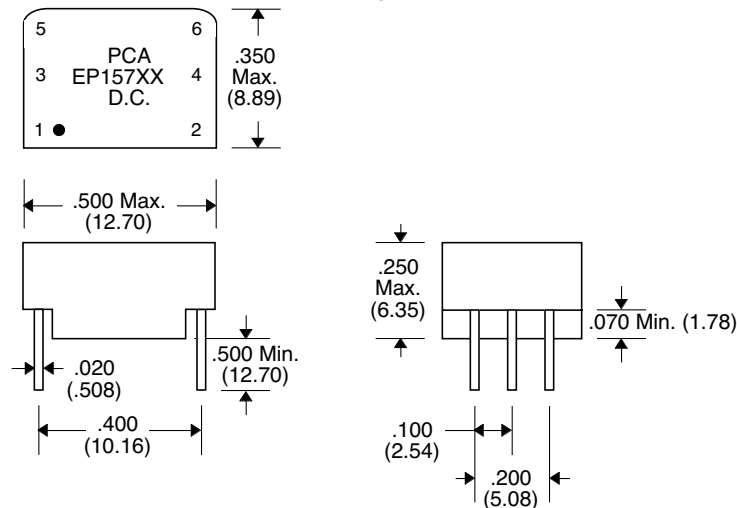 5 6
PCA
3 EP157XX 4
D.C.
1 2
.350
Max.
(8.89)
.500 Max.
(12.70)
.020
(.508)
.500 Min.
(12.70)
.400
(10.16)
.250
Max.
(6.35)
.070 Min. (1.78)
.100
(2.54)
.200
(5.08)